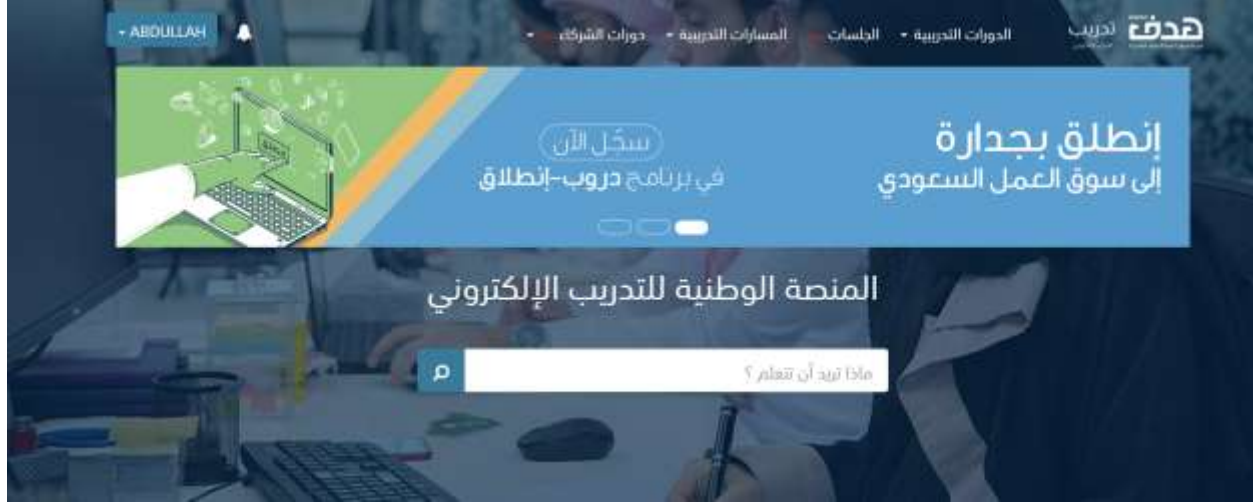 هدف
تدريب
الدورات التدريبية
الجلسات
المسارات التدريبية
دورات الشركاء
ABDULLAH
إنطلق بجدارة
إلى سوق العمل السعودي
سجّل الآن
في برنامج دروب-إنطلاق
المنصة الوطنية للتدريب الإلكتروني
ماذا تريد أن تتعلم ؟